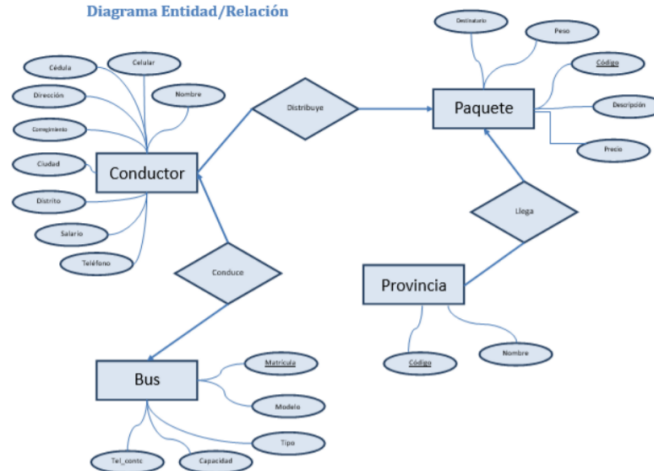 Diagrama Entidad/Relación
Cédula
Celular
Dirección
Nombre
Corregimiento
Ciudad
Conductor
Distrito
Salario
Teléfono
Distribuye
Destinatario
Peso
Código
Paquete
Descripción
Precio
Llega
Conduce
Provincia
Código
Nombre
Bus
Matrícula
Modelo
Tipo
Tel_contc
Capacidad